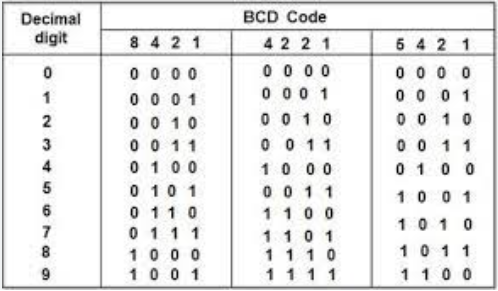 Decimal digit BCD Code
8 4 2 1 4 2 2 1 5 4 2 1
0 0 0 0 0 0 0 0 0 0 0 0 0
1 0 0 0 1 0 0 0 1 0 0 0 1
2 0 0 1 0 0 0 1 0 0 0 1 0
3 0 0 1 1 0 0 1 1 0 0 1 1
4 0 1 0 0 1 0 0 0 0 1 0 0
5 0 1 0 1 0 0 1 1 1 0 0 1
6 0 1 1 0 1 1 0 0 1 0 1 0
7 0 1 1 1 1 1 0 1 1 0 1 1
8 1 0 0 0 1 1 1 0 1 1 0 0
9 1 0 0 1 1 1 1 1